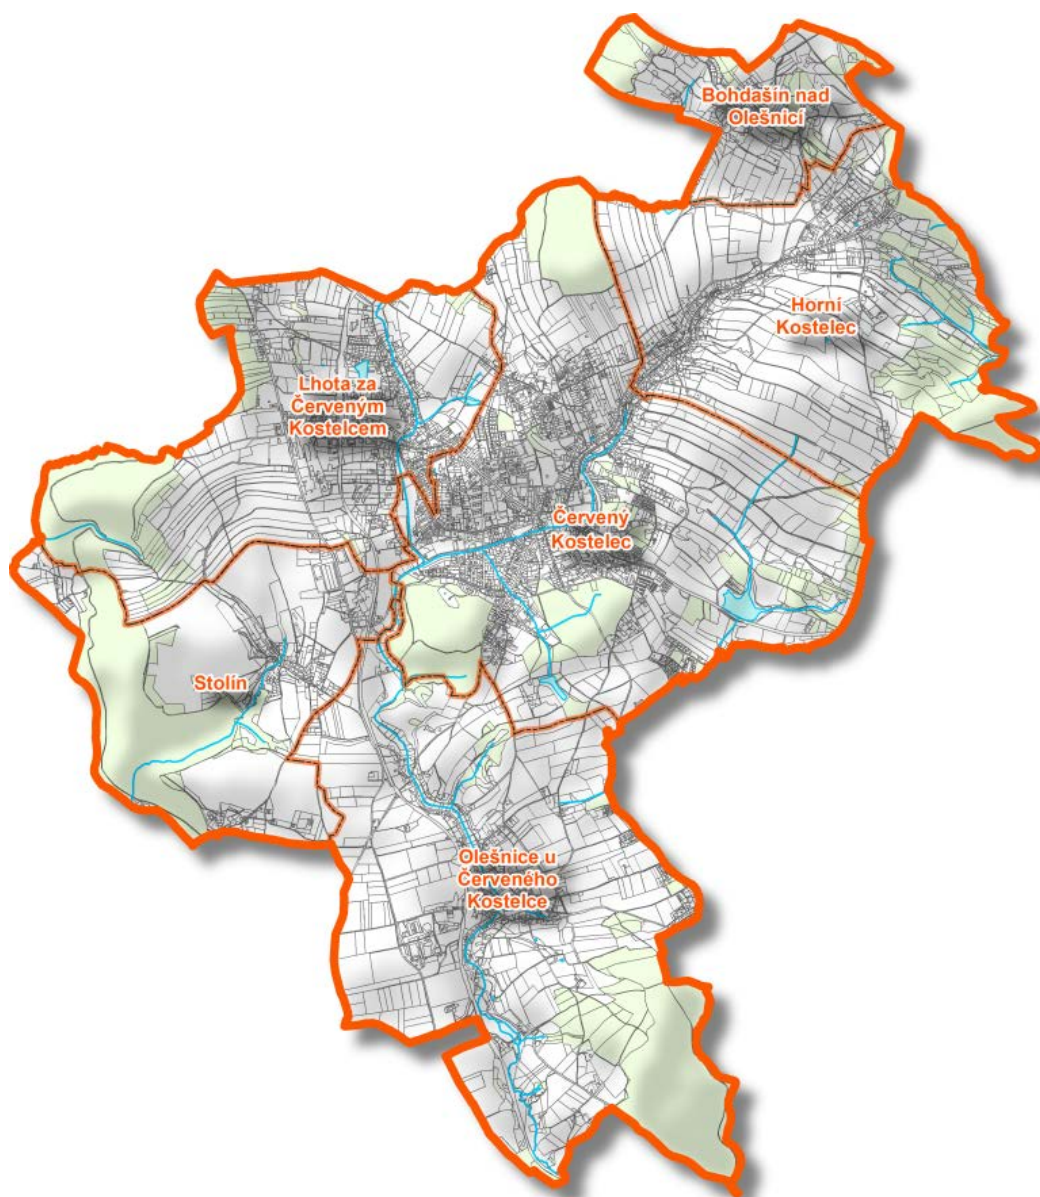 Bohdašín nad
Olešnicí
Horní
Kostelec
Lhota za
Červeným
Kostelcem
Červený
Kostelec
Stolín
Olešnice u
Červeného
Kostelce